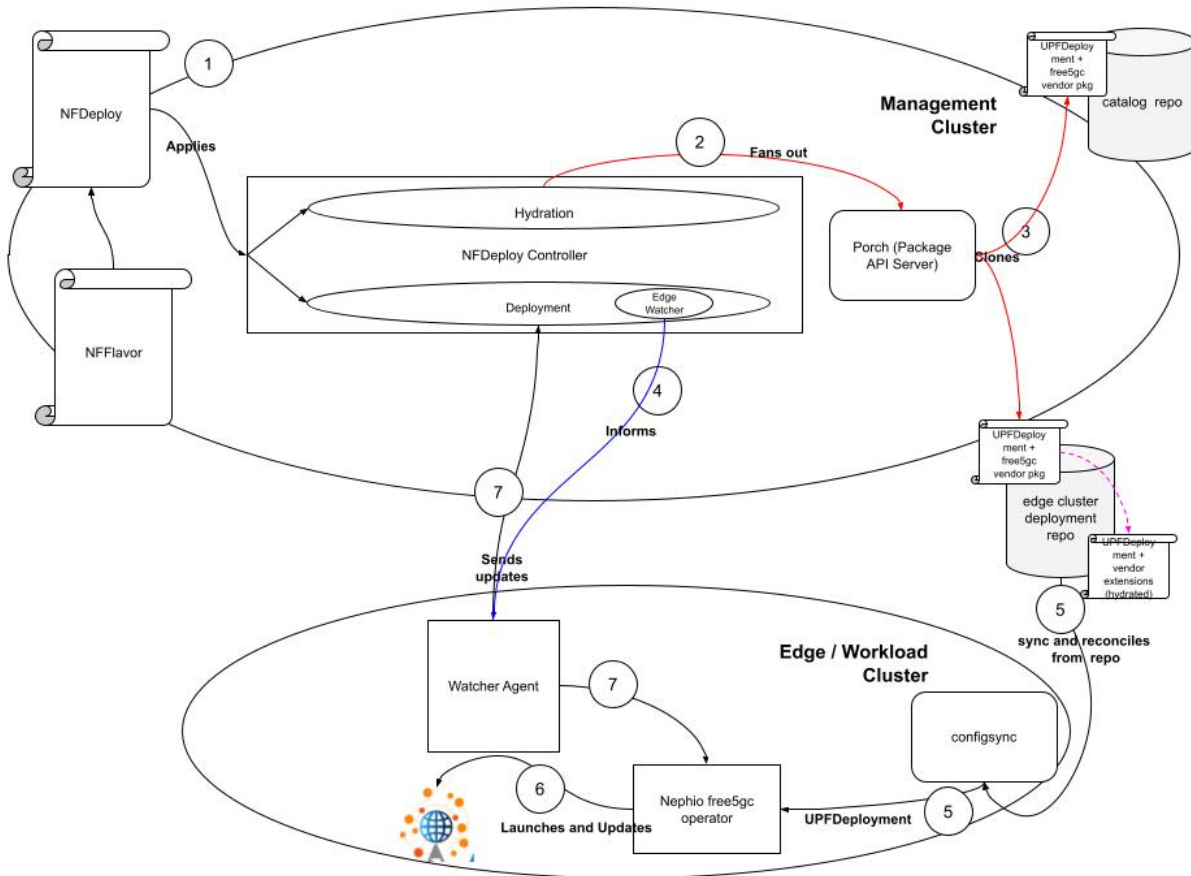 1
NFDeploy
Applies
NFFlavor
Management
Cluster
UPFDeploy
ment +
free5gc
vendor pkg
catalog repo
2
Fans out
Hydration
NFDeploy Controller
Deployment
Edge
Watcher
Porch (Package
API Server)
3
Clones
4
Informs
7
Sends
updates
UPFDeploy
ment +
free5gc
vendor pkg
edge cluster
deployment
repo
UPFDeploy
ment +
vendor
extensions
(hydrated)
5
sync and reconciles
from repo
Edge / Workload
Cluster
Watcher Agent
7
configsync
6
Launches and Updates
Nephio free5gc
operator
UPFDeployment
5